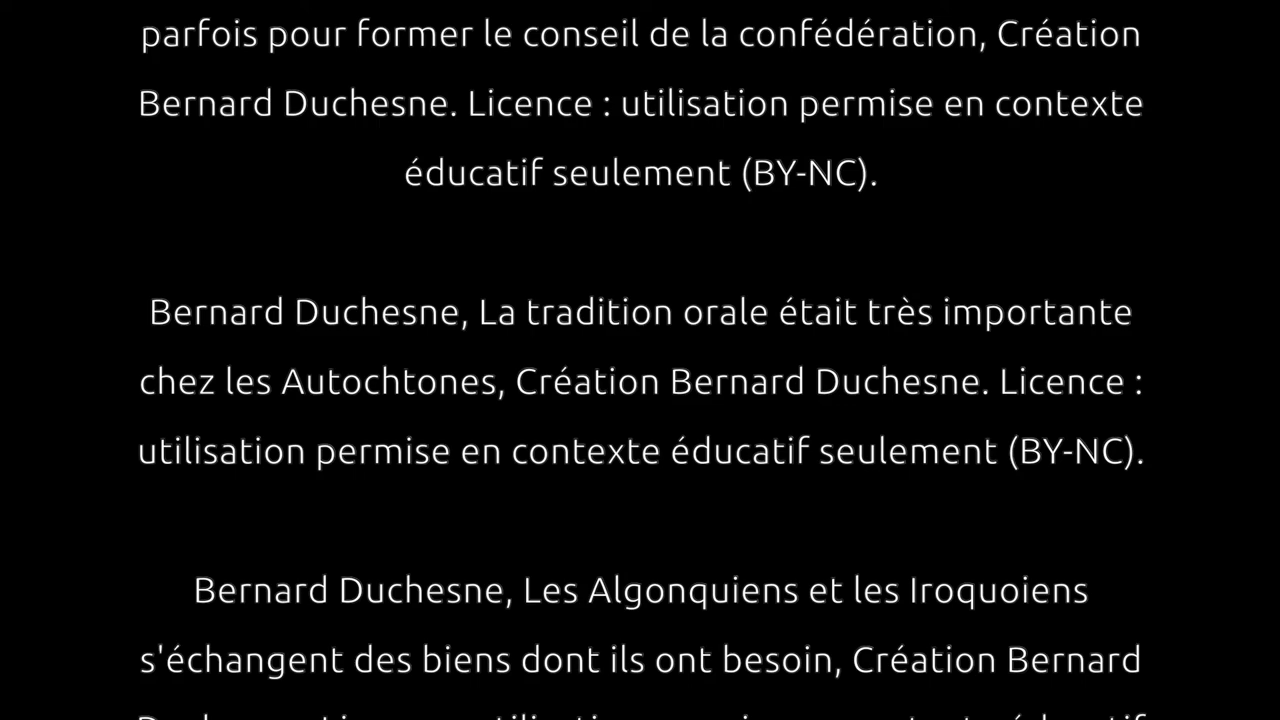 parfois pour former le conseil de la confédération, Création
Bernard Duchesne. Licence : utilisation permise en contexte
éducatif seulement (BY-NC).
Bernard Duchesne, La tradition orale était très importante
chez les Autochtones, Création Bernard Duchesne. Licence :
utilisation permise en contexte éducatif seulement (BY-NC).
Bernard Duchesne, Les Algonquiens et les Iroquoiens
s'échangent des biens dont ils ont besoin, Création Bernard